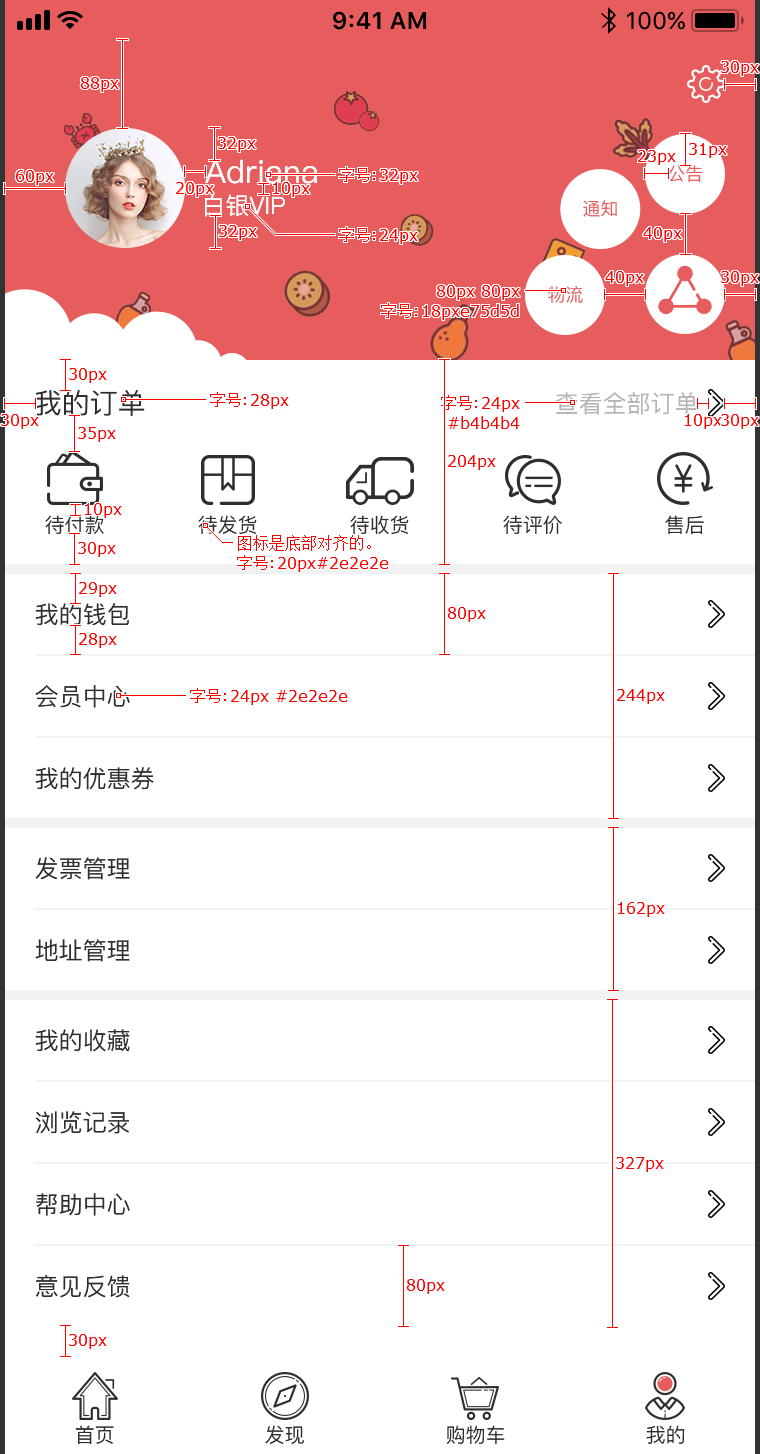 9:41 AM
100%
30px
88px
32px
31px
23px
公告
Adriana
字号:32px
60px
20px
10px
白银VIP
通知
32px
字号:24px
40px
40px
30px
80px 80px
物流
字号:18pxe75d5d
30px
我的订单
字号:28px
字号:24px
#b4b4b4
查看全部订单
30px
10px
30px
35px
204px
10px
待付款
待发货
待收货
待评价
售后
30px
图标是底部对齐的。
字号:20px#2e2e2e
29px
我的钱包
80px
28px
会员中心
字号:24px #2e2e2e
244px
我的优惠券
发票管理
162px
地址管理
我的收藏
浏览记录
327px
帮助中心
意见反馈
80px
30px
首页
发现
购物车
我的